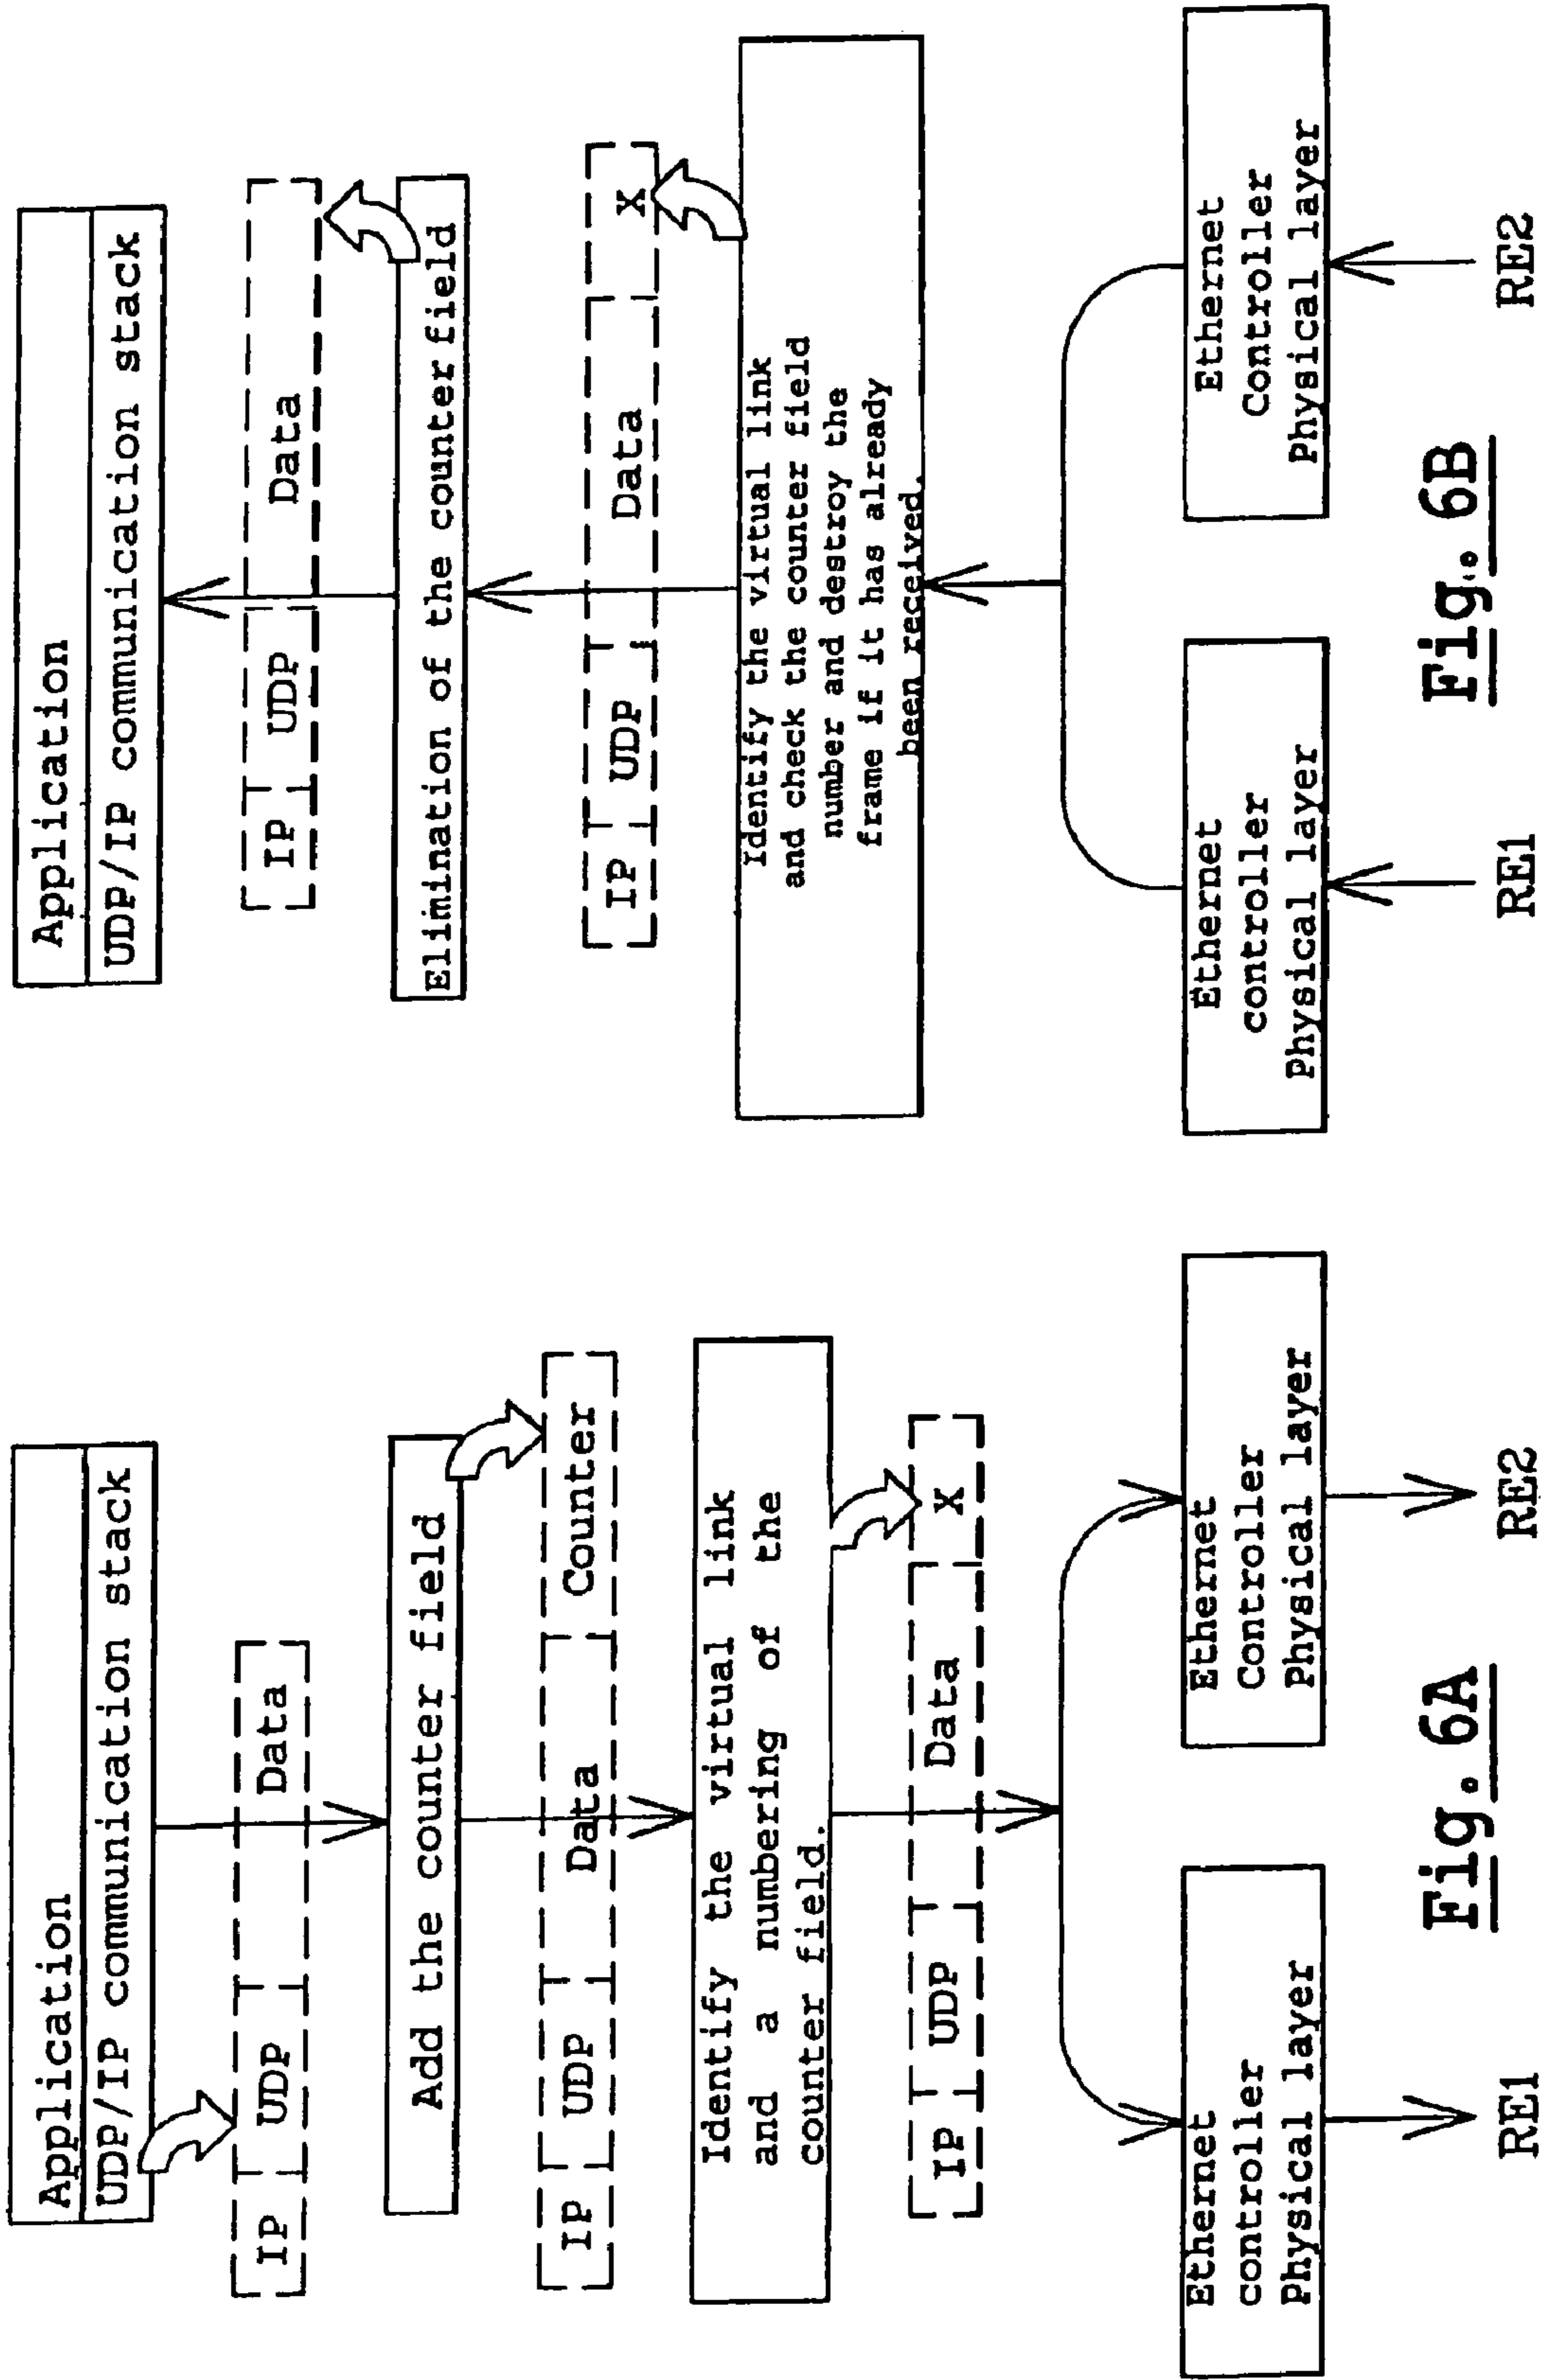 Application
UDP/IP communication stack
IP UDP Data
Add the counter field
IP UDP Data Counter
Identify the virtual link
and a numbering of the
counter field.
IP UDP Data X
Ethernet
controller
Physical layer
Ethernet
Controller
Physical layer
RE1
RE2
Fig. 6A
Application
UDP/IP communication stack
IP UDP Data
Elimination of the counter field
IP UDP Data X
Identify the virtual link
and check the counter field
number and destroy the
frame if it has already
been received.
Ethernet
controller
Physical layer
Ethernet
Controller
Physical layer
RE1
RE2
Fig. 6B